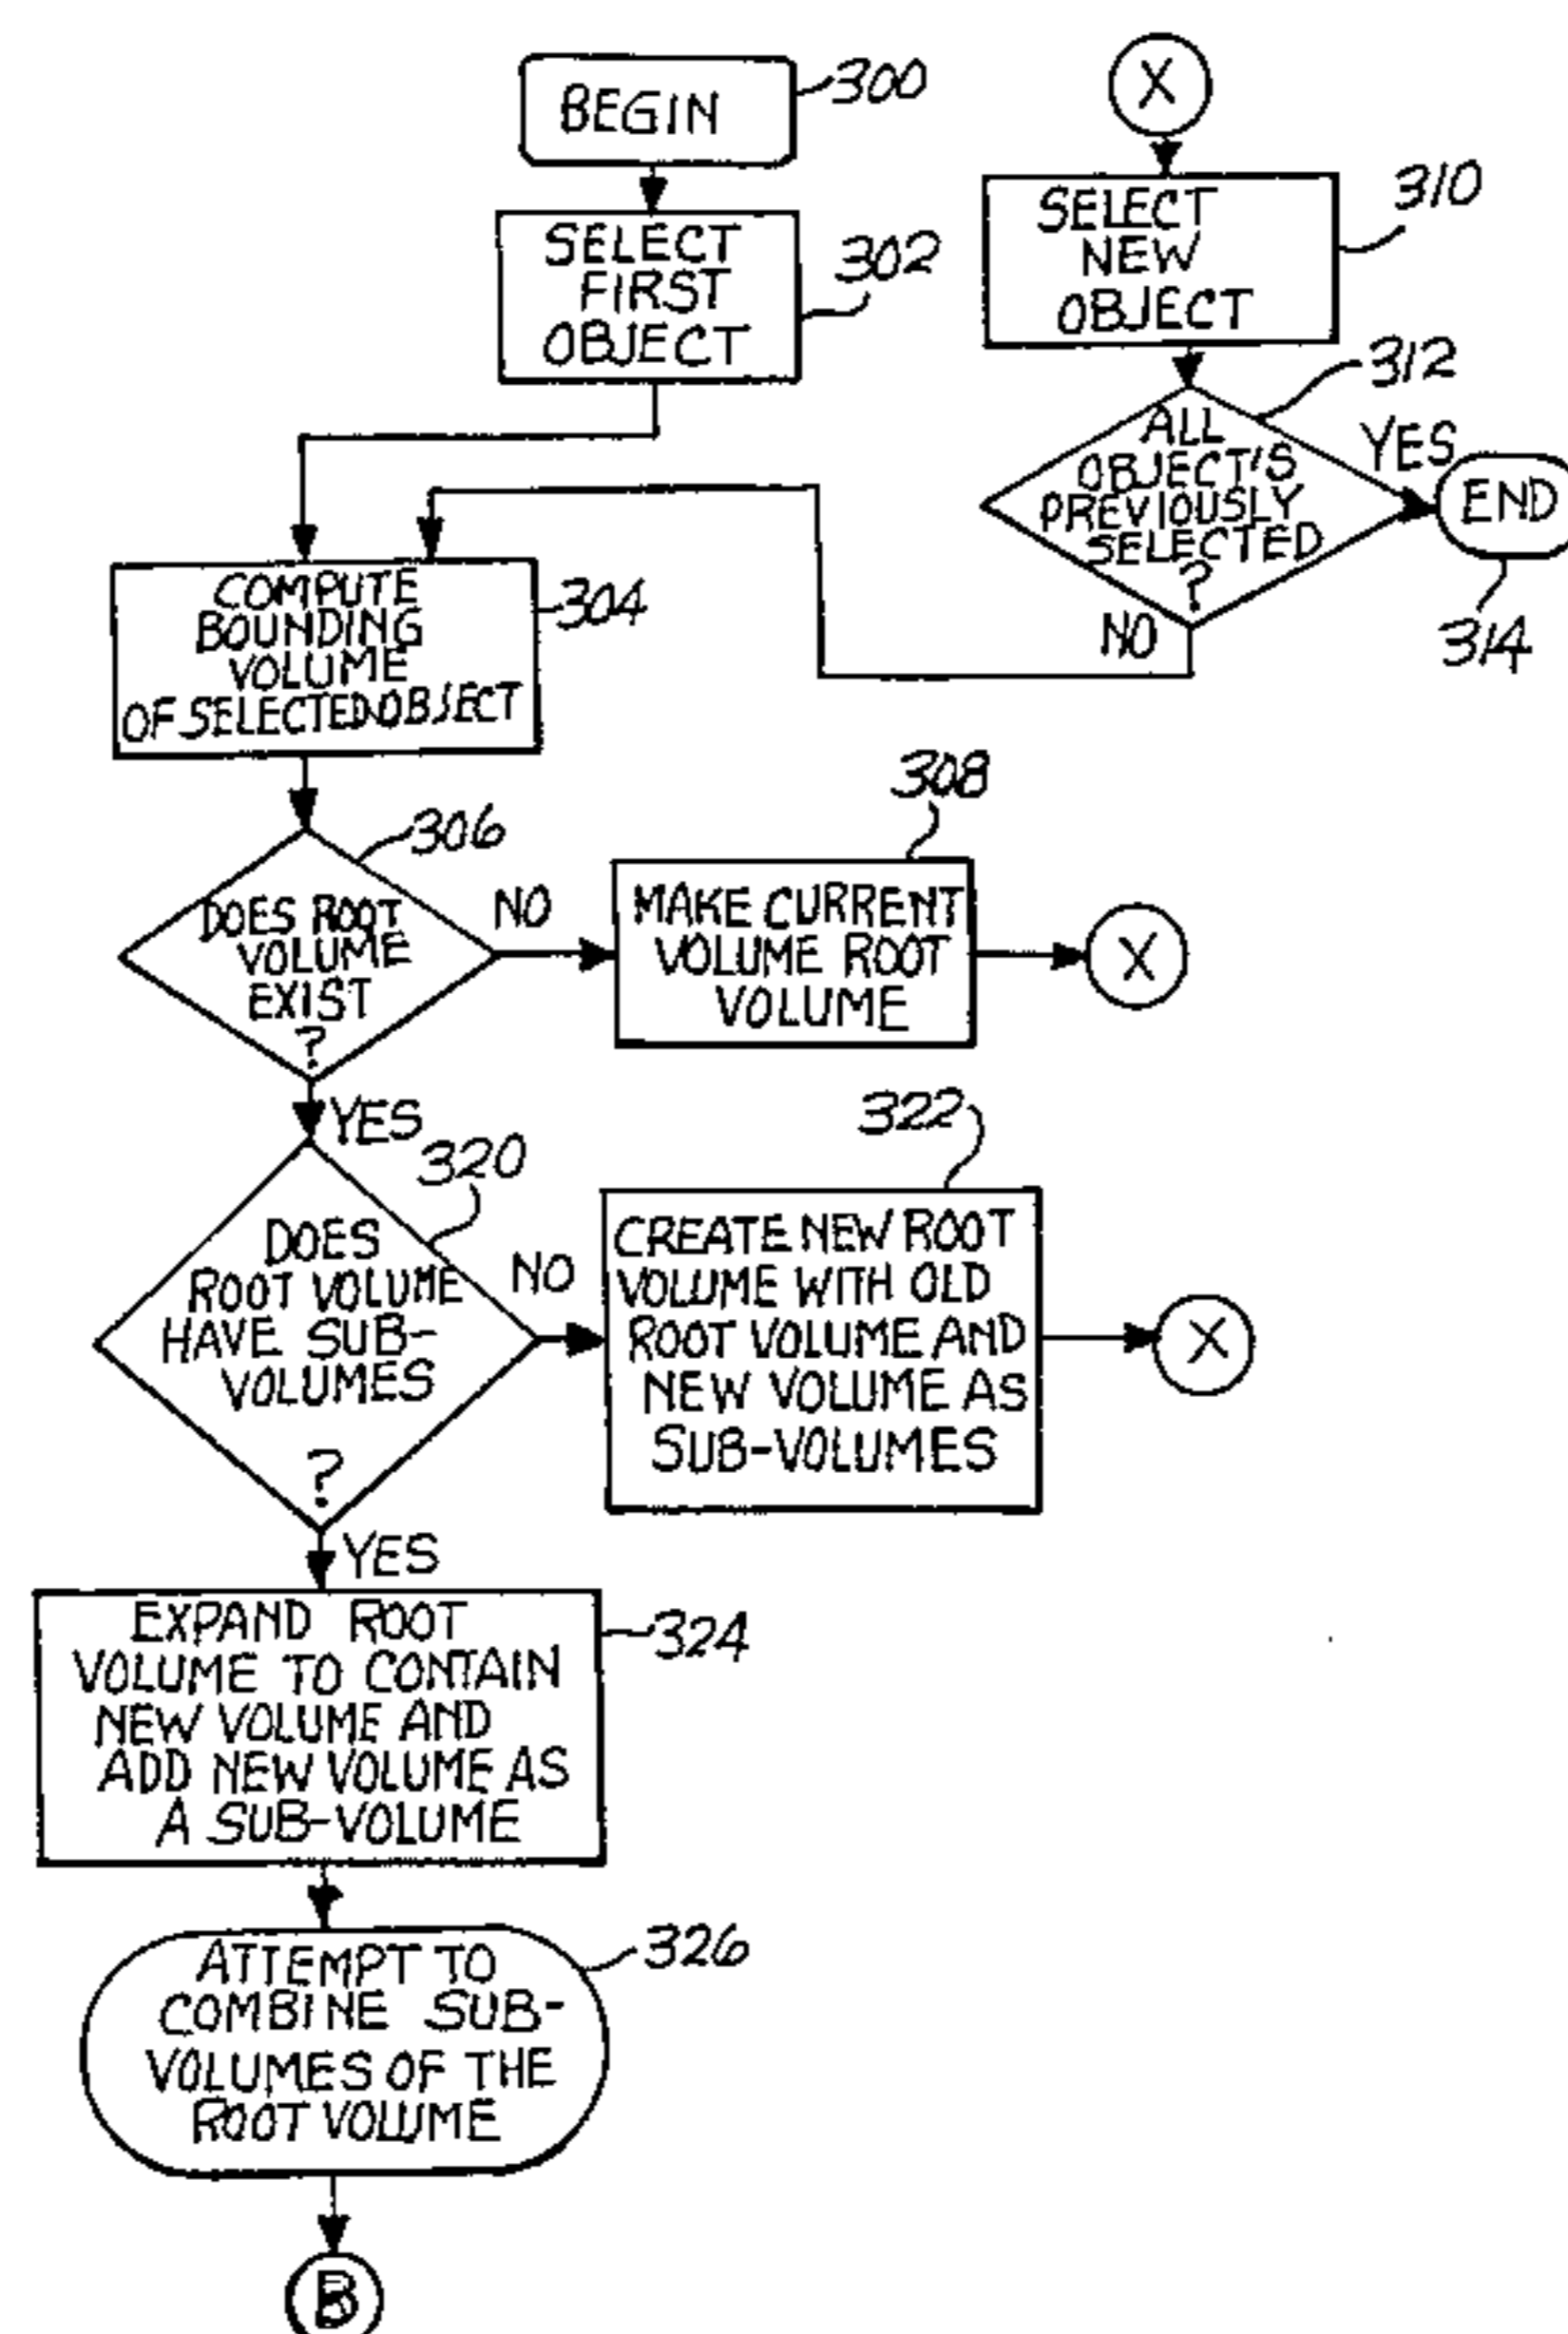 BEGIN
300
SELECT
FIRST
OBJECT
302
X
SELECT
NEW
OBJECT
310
ALL
OBJECT'S
PREVIOUSLY
SELECTED
?
312
YES
END
314
NO
COMPUTE
BOUNDING
VOLUME
OF SELECTED OBJECT
304
DOES ROOT
VOLUME
EXIST
?
306
NO
MAKE CURRENT
VOLUME ROOT
VOLUME
308
X
YES
DOES
ROOT VOLUME
HAVE SUB-
VOLUMES
?
320
NO
CREATE NEW ROOT
VOLUME WITH OLD
ROOT VOLUME AND
NEW VOLUME AS
SUB-VOLUMES
322
X
YES
EXPAND ROOT
VOLUME TO CONTAIN
NEW VOLUME AND
ADD NEW VOLUME AS
A SUB-VOLUME
324
ATTEMPT TO
COMBINE SUB-
VOLUMES OF THE
ROOT VOLUME
326
B